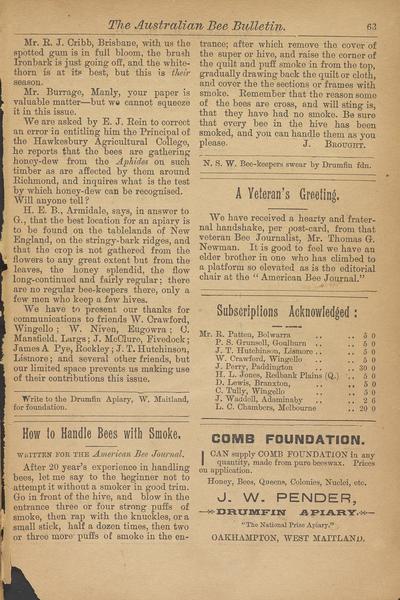 The Australian Bee Bulletin. 63
Mr. R. J. Cribb, Brisbane, with us the
spotted gum is in full bloom, the brush
Ironbark is just going off, and the white-
thorn is at its best, but this is their
season.
Mr. Burrage, Manly, your paper is
valuable matter—but we cannot squeeze
it in this issue.
We are asked by E. J. Rein to correct
an error in entitling him the Principal of
the Hawkesbury Agricultural College,
he reports that the bees are gathering
honey-dew from the Aphides on such
timber as are affected by them around
Richmond, and inquires what is the test
by which honey-dew can be recognised.
Will anyone tell?
H. E. B., Armidale, says, in answer to
G., that the best location for an apiary is
to be found on the tablelands of New
England, on the stringy-bark ridges, and
that the crop is not gathered from the
flowers to any great extent but from the
leaves, the honey splendid, the flow
long-continued and fairly regular; there
are no regular bee-keepers there, only a
few men who keep a few hives.
We have to present our thanks for
communications to friends W. Crawford,
Wingello; W. Niven, Eugowra; C.
Mansfield, Largs; J. McClure, Fivedock;
James A Pye, Rockley; J. T. Hutchinson,
Lismore; and several other friends, but
our limited space prevents us making use
of their contributions this issue.
Write to the Drumfin Apiary, W. Maitland,
for foundation.
How to Handle Bees with Smoke.
WRITTEN FOR THE American Bee Journal.
After 20 year's experience in handling
bees, let me say to the beginner not to
attempt it without a smoker in good trim.
Go in front of the hive, and blow in the
entrance three or four strong puffs of
smoke, then rap with the knuckles, or a
small stick, half a dozen times, then two
or three more puffs of smoke in the en-
trance; after which remove the cover of
the super or hive, and raise the corner of
the quilt and puff smoke in from the top,
gradually drawing back the quilt or cloth,
and cover the the sections or frames with
smoke. Remember that the reason some
of the bees are cross, and will sting is,
that they have had no smoke. Be sure
that every bee in the hive has been
smoked, and you can handle them as you
please. J. BROUGHT.
N. S. W. Bee-keepers swear by Drumfin fdn.
A Veteran's Greeting.
We have received a hearty and frater-
nal handshake, per post-card, from that
veteran Bee Journalist, Mr. Thomas G.
Newman. It is good to feel we have an
elder brother in one who has climbed to
a platform so elevated as is the editorial
chair at the "American Bee Journal."
Subscriptions Acknowledged:
Mr. R. Patten, Bolwarra .. .. 5 0
P. S. Grunsell, Goulburn .. .. 5 0
J. T. Hutchinson, Lismore .. .. 5 0
W. Crawford, Wingello .. .. 5 0
J. Perry, Paddington .. .. 30 0
H. L. Jones, Redbank Plains (Q.) .. 5 0
D. Lewis, Branxton, .. .. 5 0
C. Tully, Wingello .. .. 5 0
J. Waddell, Adaminaby .. .. 2 6
L. C. Chambers, Melbourne .. 20 0
COMB FOUNDATION.
I CAN supply COMB FOUNDATION in any
quantity, made from pure beeswax. Prices
on application.
Honey, Bees, Queens, Colonies, Nuclei, etc.
J. W. PENDER,
DRUMFIN APIARY.
"The National Prize Apiary."
OAKHAMPTON, WEST MAITLAND.